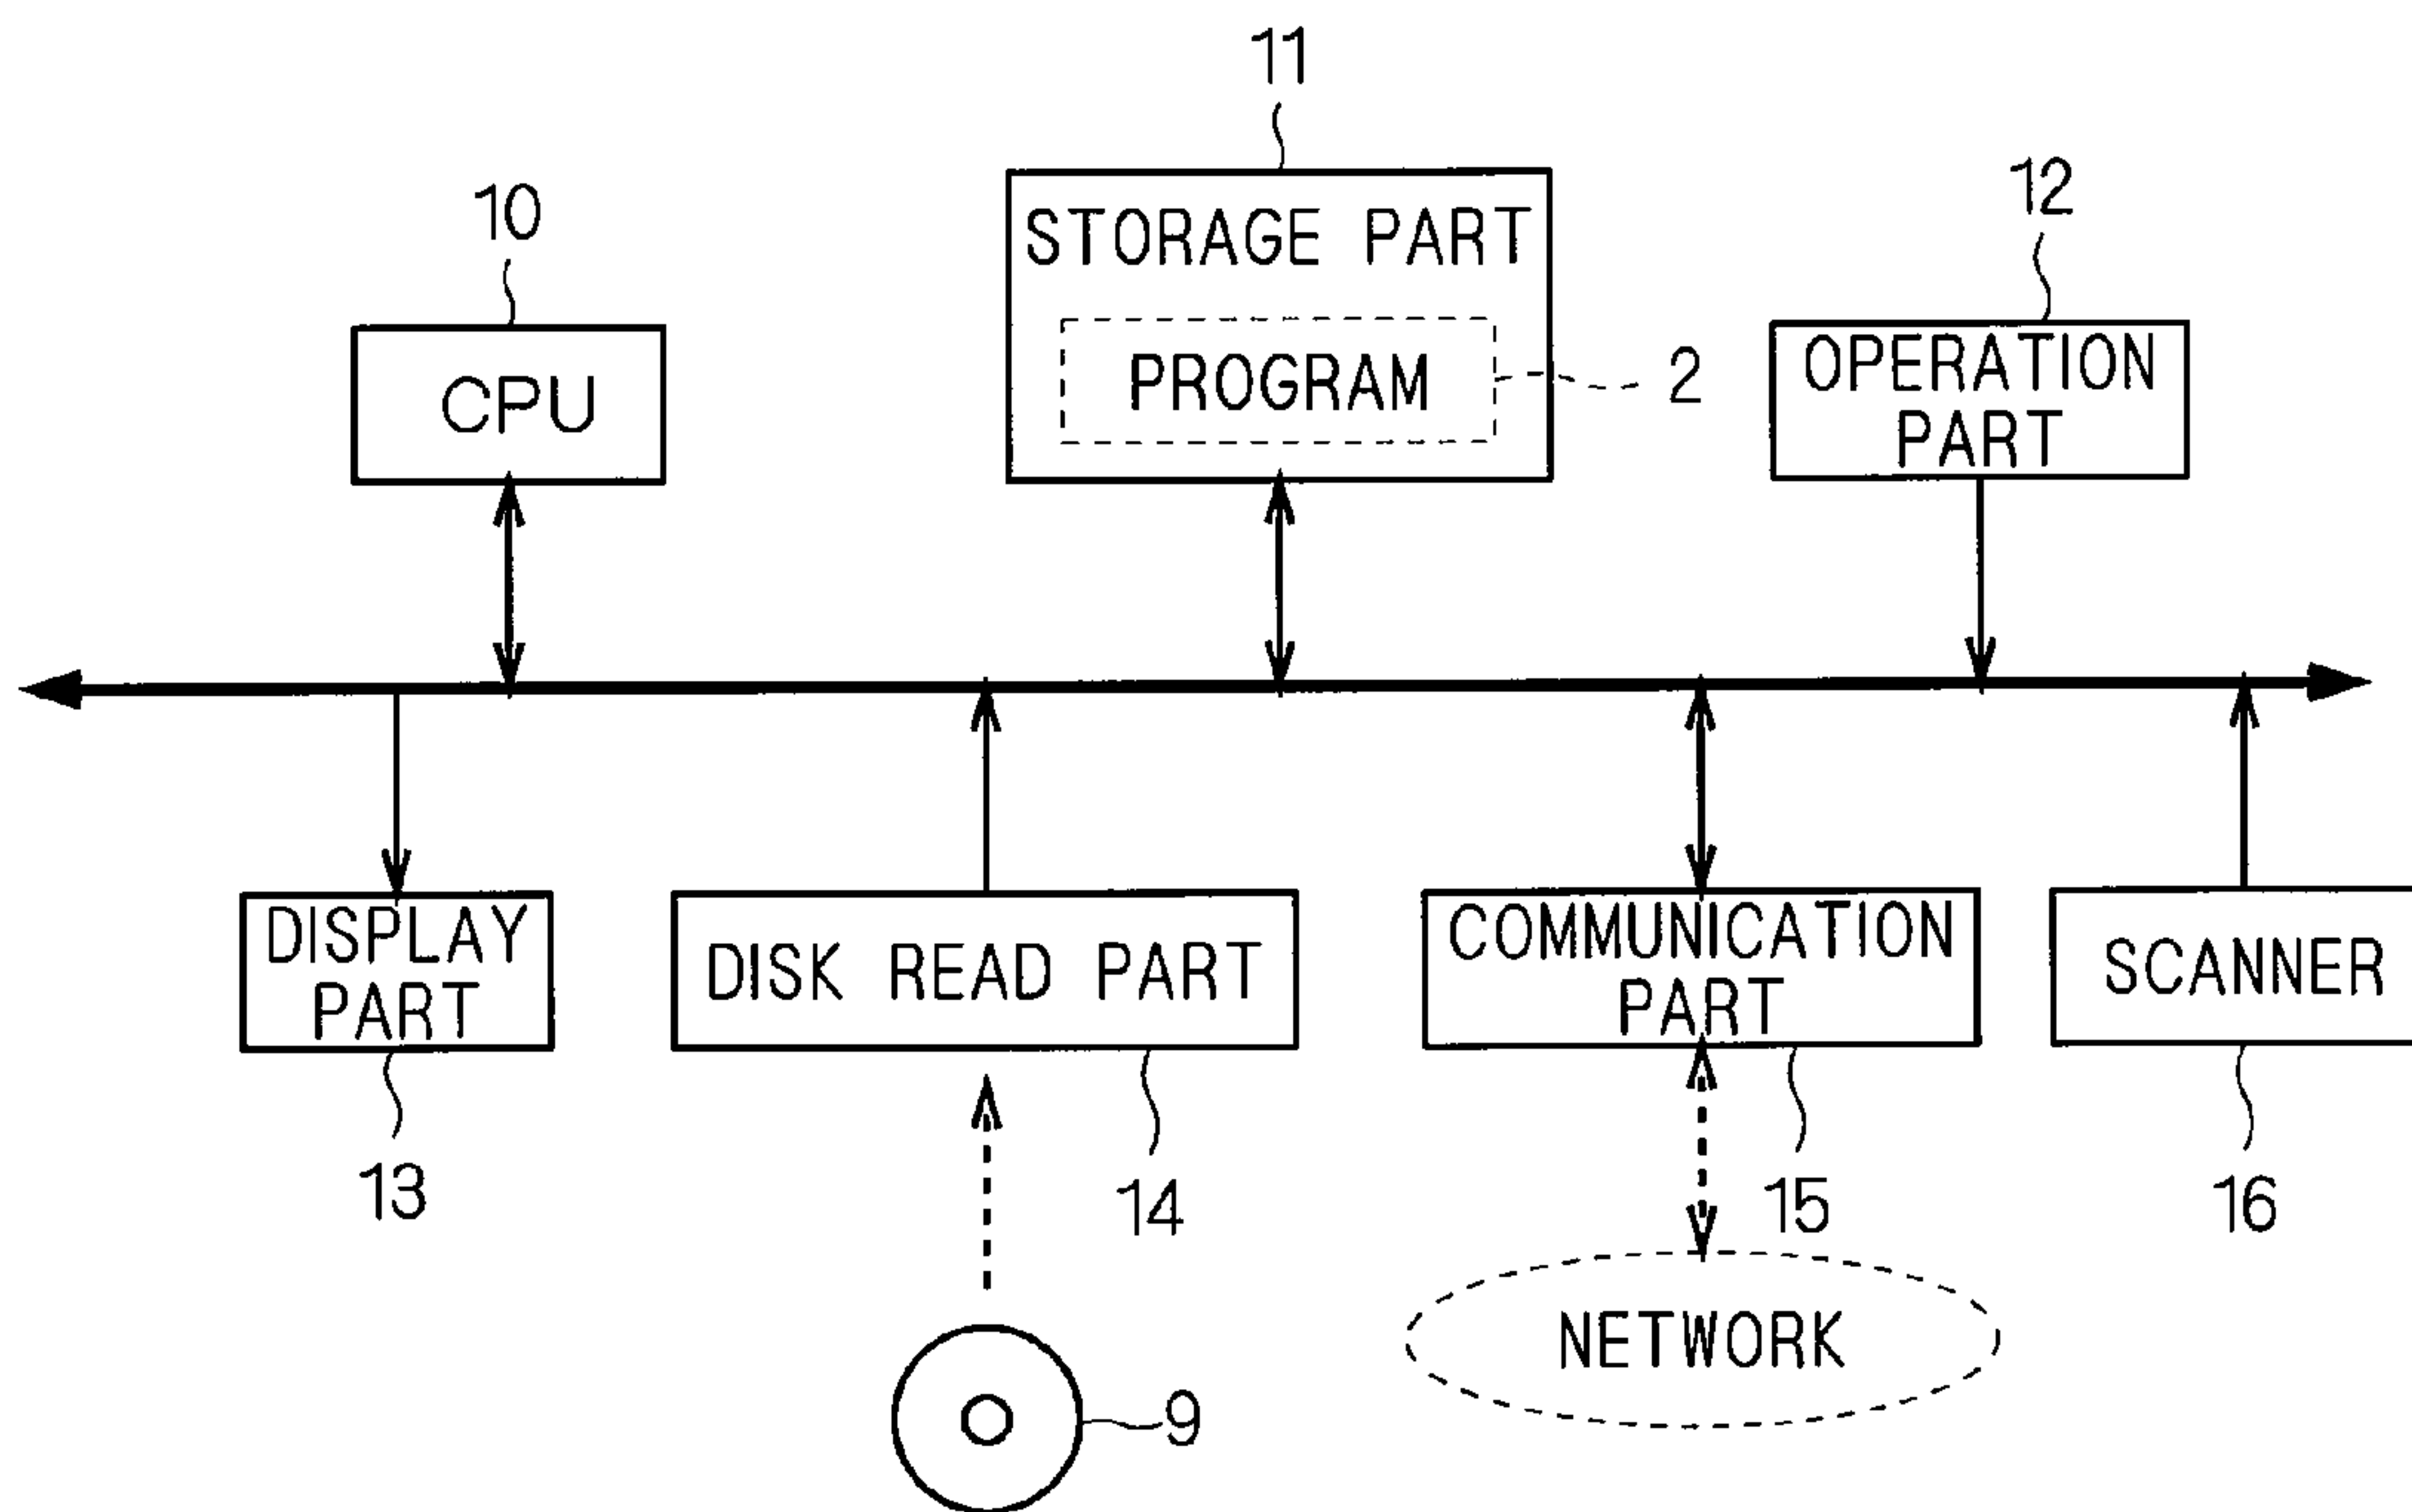 11
10
12
STORAGE PART
OPERATION
PART
PROGRAM
2
CPU
DISPLAY
PART
DISK READ PART
COMMUNICATION
PART
SCANNER
13
14
15
16
NETWORK
9